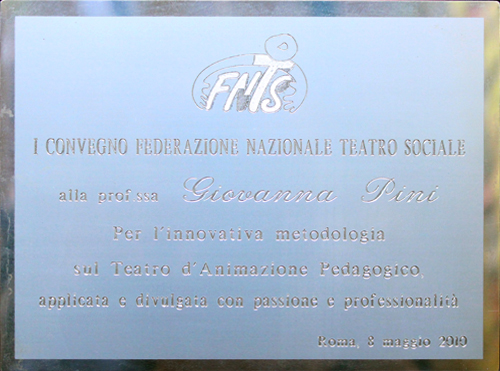 FNTS
I CONVEGNO FEDERAZIONE NAZIONALE TEATRO SOCIALE
alla prof.ssa Giovanna Pini
Per l'innovativa metodologia
sul Teatro d'Animazione Pedagogico,
applicata e divulgata con passione e professionalità
Roma, 8 maggio 2010